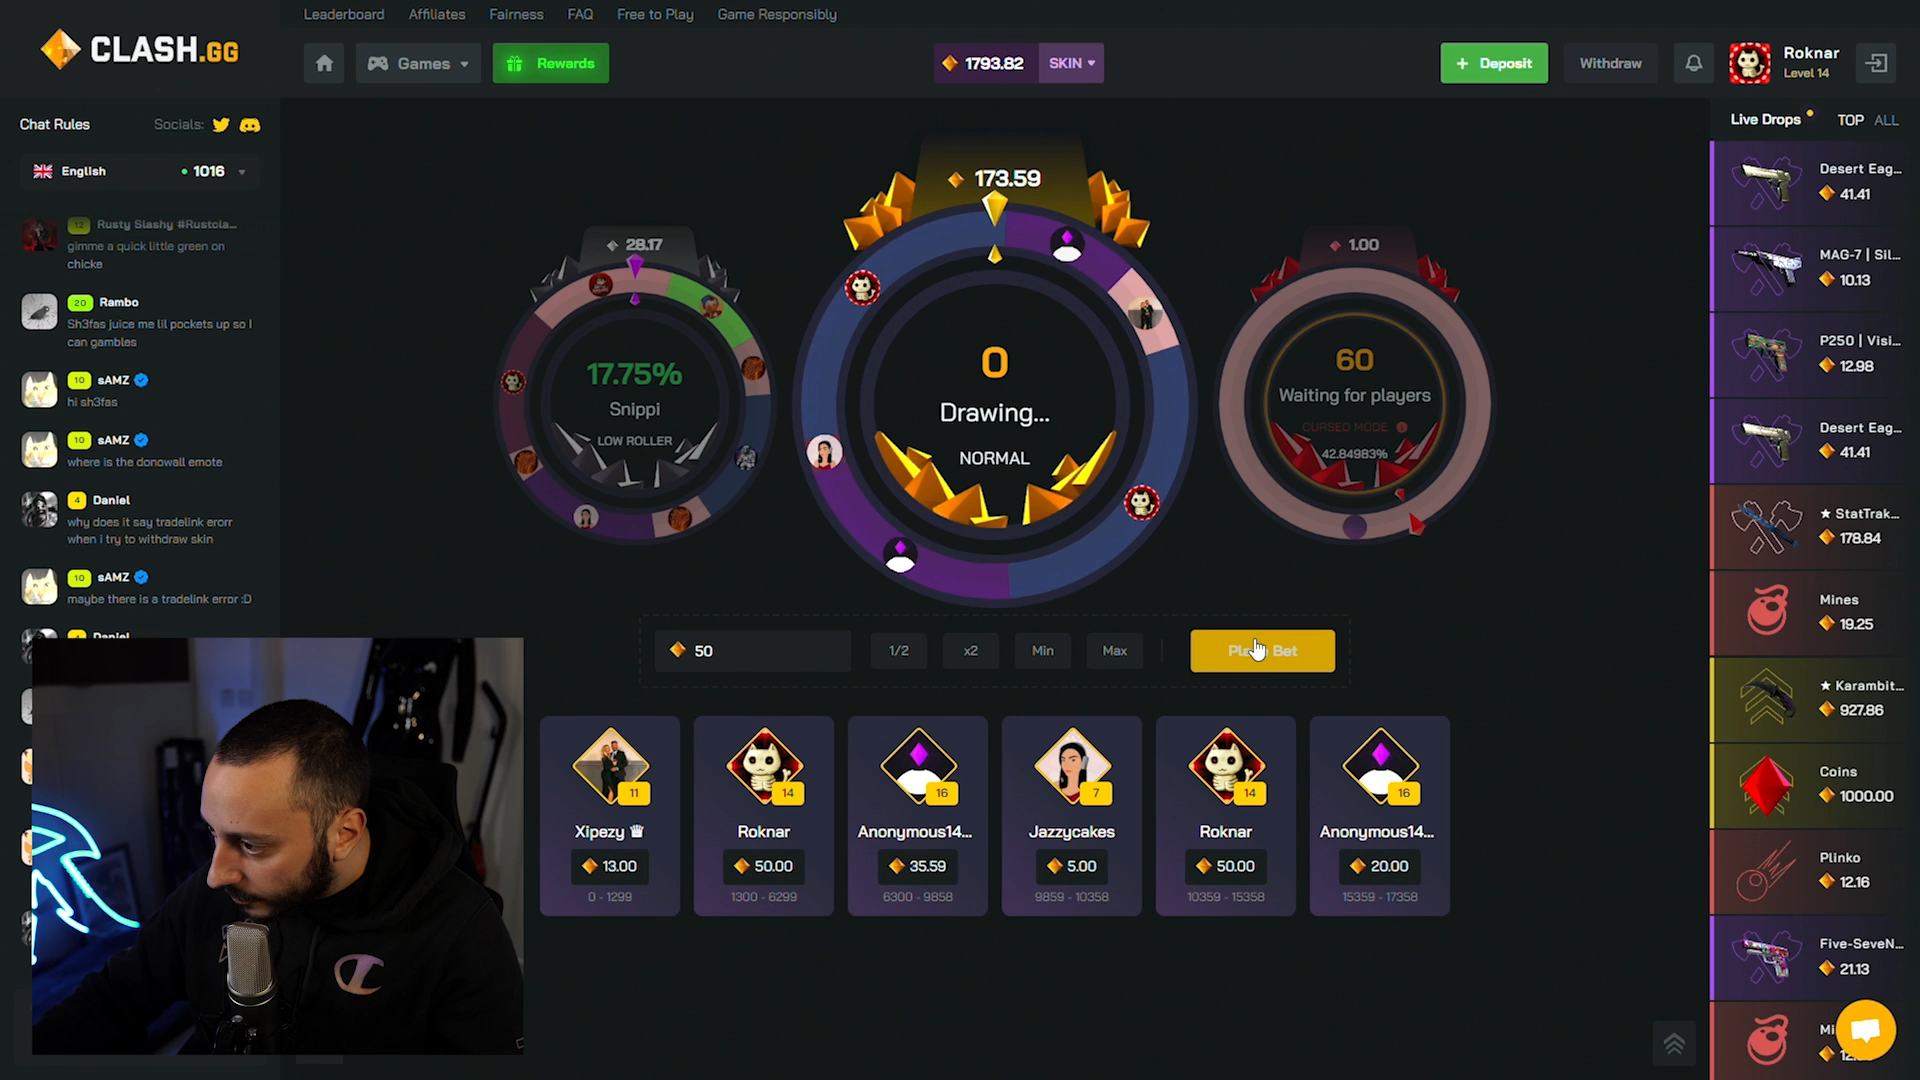 Leaderboard Affiliates Fairness FAQ Free to Play Game Responsibly
CLASH.GG
Games
Rewards
1793.82
SKIN
+ Deposit
Withdraw
Roknar
Level 14
Chat Rules
Socials:
English
1016
12 Rusty Slashy #Rustcla...
gimme a quick little green on
chicke
20 Rambo
Sh3fas juice me lil pockets up so I
can gambles
10 sAMZ
hi sh3fas
10 sAMZ
where is the donowall emote
4 Daniel
why does it say tradelink erorr
when i try to withdraw skin
10 sAMZ
maybe there is a tradelink error :D
4 Daniel
28.17
17.75%
Snippi
LOW ROLLER
173.59
0
Drawing...
NORMAL
1.00
60
Waiting for players
CURSED MODE
42.84983%
50
1/2
x2
Min
Max
Bet
11
Xipezy
13.00
0 - 1299
14
Roknar
50.00
1300 - 6299
16
Anonymous14...
35.59
6300 - 9858
7
Jazzycakes
5.00
9859 - 10358
14
Roknar
50.00
10359 - 15358
16
Anonymous14...
20.00
15359 - 17358
Live Drops
TOP ALL
Desert Eag...
41.41
MAG-7 | Sil...
10.13
P250 | Visi...
12.98
Desert Eag...
41.41
★ StatTrak...
178.84
Mines
19.25
★ Karambit...
927.86
Coins
1000.00
Plinko
12.16
Five-SeveN...
21.13